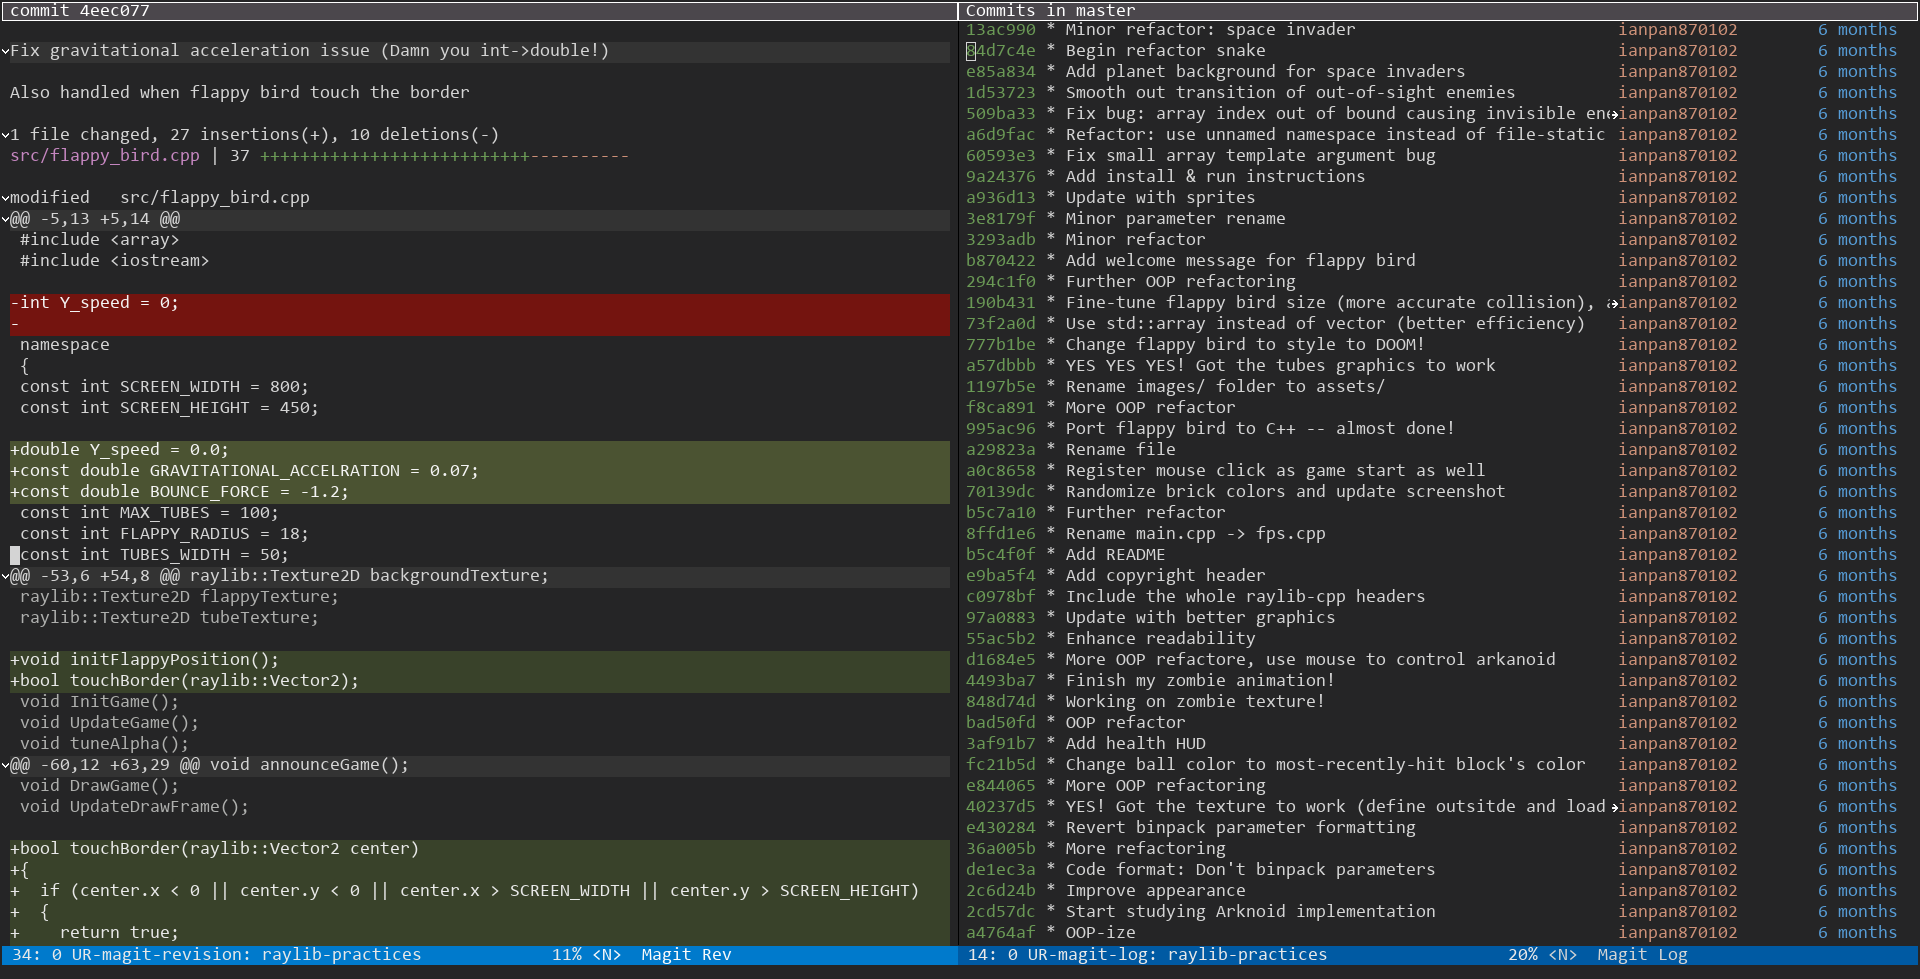 commit 4eec077
Fix gravitational acceleration issue (Damn you int->double!)
Also handled when flappy bird touch the border
1 file changed, 27 insertions(+), 10 deletions(-)
src/flappy_bird.cpp | 37 +++++++++++++++++++++++++++----------
modified   src/flappy_bird.cpp
@@ -5,13 +5,14 @@
 #include <array>
 #include <iostream>
-int Y_speed = 0;
-
 namespace
 {
 const int SCREEN_WIDTH = 800;
 const int SCREEN_HEIGHT = 450;
+double Y_speed = 0.0;
+const double GRAVITATIONAL_ACCELRATION = 0.07;
+const double BOUNCE_FORCE = -1.2;
 const int MAX_TUBES = 100;
 const int FLAPPY_RADIUS = 18;
 const int TUBES_WIDTH = 50;
@@ -53,6 +54,8 @@ raylib::Texture2D backgroundTexture;
 raylib::Texture2D flappyTexture;
 raylib::Texture2D tubeTexture;
+void initFlappyPosition();
+bool touchBorder(raylib::Vector2);
 void InitGame();
 void UpdateGame();
 void tuneAlpha();
@@ -60,12 +63,29 @@ void announceGame();
 void DrawGame();
 void UpdateDrawFrame();
+bool touchBorder(raylib::Vector2 center)
+{
+  if (center.x < 0 || center.y < 0 || center.x > SCREEN_WIDTH || center.y > SCREEN_HEIGHT)
+  {
+    return true;
34: 0 UR-magit-revision: raylib-practices 11% <N> Magit Rev
Commits in master
13ac990 * Minor refactor: space invader ianpan870102 6 months
84d7c4e * Begin refactor snake ianpan870102 6 months
e85a834 * Add planet background for space invaders ianpan870102 6 months
1d53723 * Smooth out transition of out-of-sight enemies ianpan870102 6 months
509ba33 * Fix bug: array index out of bound causing invisible ene ianpan870102 6 months
a6d9fac * Refactor: use unnamed namespace instead of file-static ianpan870102 6 months
60593e3 * Fix small array template argument bug ianpan870102 6 months
9a24376 * Add install & run instructions ianpan870102 6 months
a936d13 * Update with sprites ianpan870102 6 months
3e8179f * Minor parameter rename ianpan870102 6 months
3293adb * Minor refactor ianpan870102 6 months
b870422 * Add welcome message for flappy bird ianpan870102 6 months
294c1f0 * Further OOP refactoring ianpan870102 6 months
190b431 * Fine-tune flappy bird size (more accurate collision), a ianpan870102 6 months
73f2a0d * Use std::array instead of vector (better efficiency) ianpan870102 6 months
777b1be * Change flappy bird to style to DOOM! ianpan870102 6 months
a57dbbb * YES YES YES! Got the tubes graphics to work ianpan870102 6 months
1197b5e * Rename images/ folder to assets/ ianpan870102 6 months
f8ca891 * More OOP refactor ianpan870102 6 months
995ac96 * Port flappy bird to C++ -- almost done! ianpan870102 6 months
a29823a * Rename file ianpan870102 6 months
a0c8658 * Register mouse click as game start as well ianpan870102 6 months
70139dc * Randomize brick colors and update screenshot ianpan870102 6 months
b5c7a10 * Further refactor ianpan870102 6 months
8ffd1e6 * Rename main.cpp -> fps.cpp ianpan870102 6 months
b5c4f0f * Add README ianpan870102 6 months
e9ba5f4 * Add copyright header ianpan870102 6 months
c0978bf * Include the whole raylib-cpp headers ianpan870102 6 months
97a0883 * Update with better graphics ianpan870102 6 months
55ac5b2 * Enhance readability ianpan870102 6 months
d1684e5 * More OOP refactore, use mouse to control arkanoid ianpan870102 6 months
4493ba7 * Finish my zombie animation! ianpan870102 6 months
848d74d * Working on zombie texture! ianpan870102 6 months
bad50fd * OOP refactor ianpan870102 6 months
3af91b7 * Add health HUD ianpan870102 6 months
fc21b5d * Change ball color to most-recently-hit block's color ianpan870102 6 months
e844065 * More OOP refactoring ianpan870102 6 months
40237d5 * YES! Got the texture to work (define outsitde and load ianpan870102 6 months
e430284 * Revert binpack parameter formatting ianpan870102 6 months
36a005b * More refactoring ianpan870102 6 months
de1ec3a * Code format: Don't binpack parameters ianpan870102 6 months
2c6d24b * Improve appearance ianpan870102 6 months
2cd57dc * Start studying Arknoid implementation ianpan870102 6 months
a4764af * OOP-ize ianpan870102 6 months
14: 0 UR-magit-log: raylib-practices 20% <N> Magit Log